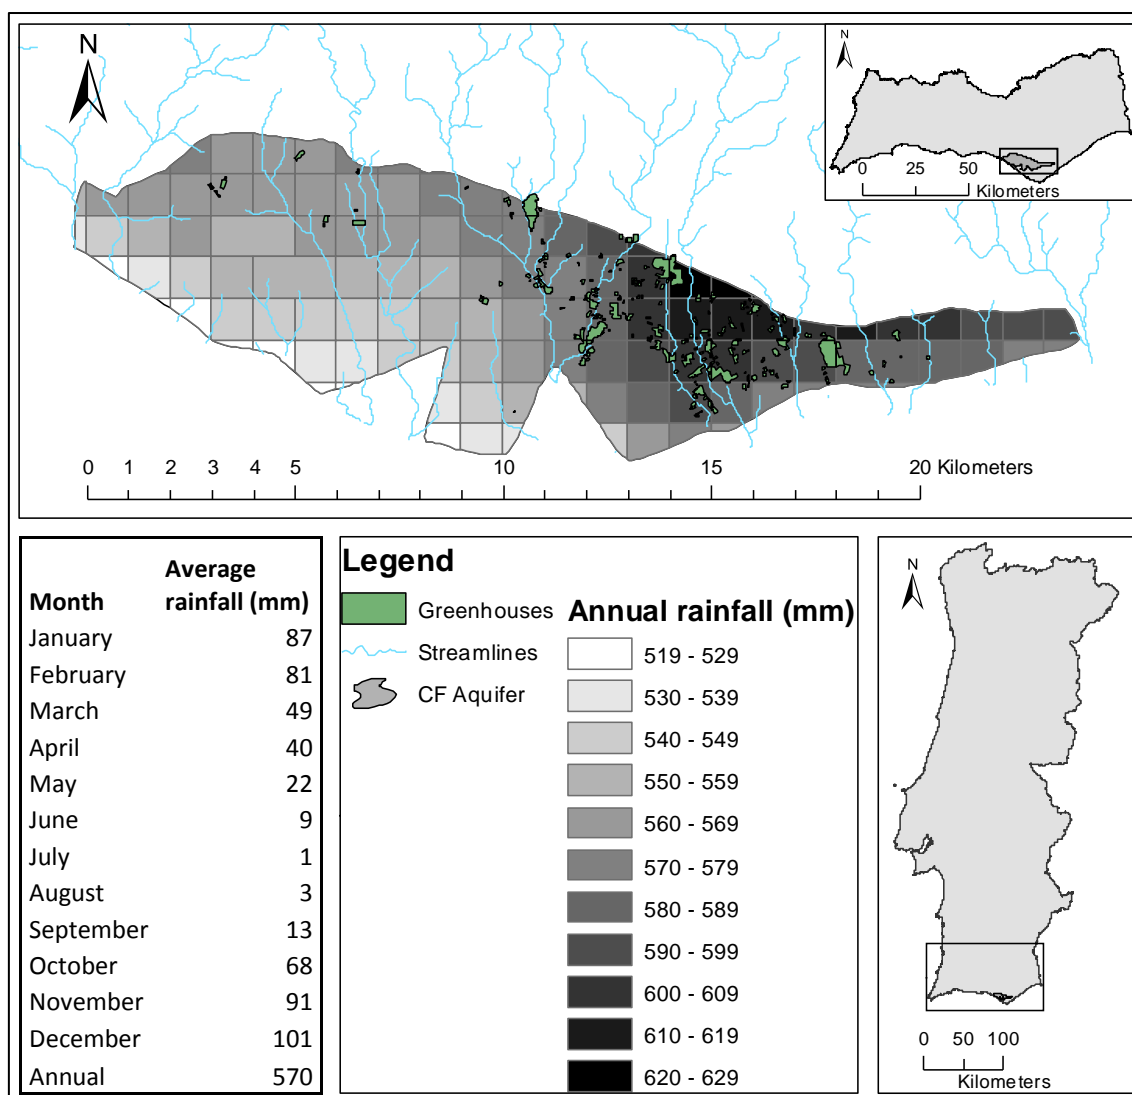 N
N
0 25 50
Kilometers
0 1 2 3 4 5 10 15 20 Kilometers
Month Average rainfall (mm)
January 87
February 81
March 49
April 40
May 22
June 9
July 1
August 3
September 13
October 68
November 91
December 101
Annual 570
Legend
Greenhouses
Streamlines
CF Aquifer
Annual rainfall (mm)
519 - 529
530 - 539
540 - 549
550 - 559
560 - 569
570 - 579
580 - 589
590 - 599
600 - 609
610 - 619
620 - 629
N
0 50 100
Kilometers